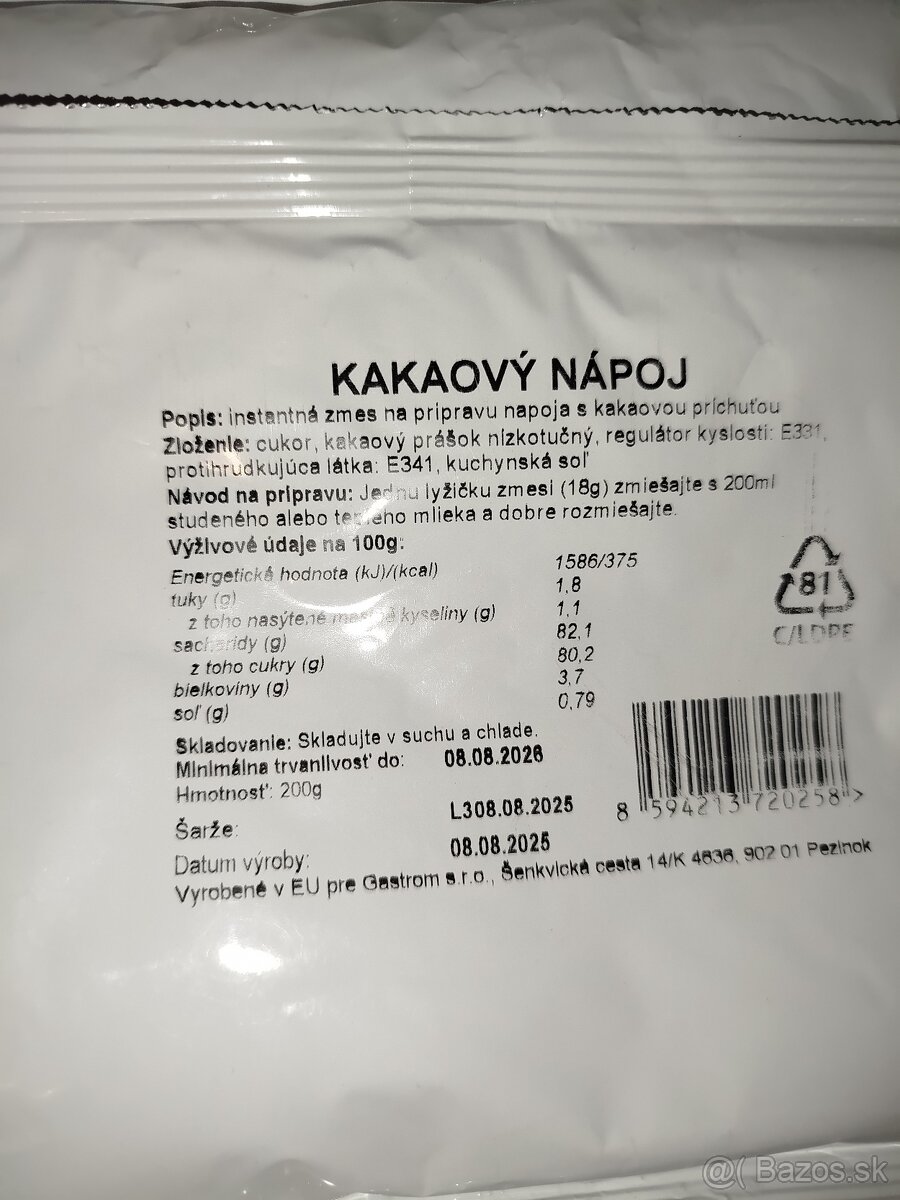 KAKAOVÝ NÁPOJ
Popis: instantná zmes na pripravu napoja s kakaovou príchuťou
Zloženie: cukor, kakaový prášok nízkotučný, regulátor kyslosti: E331,
protihrudkujúca látka: E341, kuchynská soľ
Návod na pripravu: Jednu lyžičku zmesi (18g) zmiešajte s 200ml
studeného alebo teplého mlieka a dobre rozmiešajte.
Výživové údaje na 100g:
Energetická hodnota (kJ)/(kcal) 1586/375
tuky (g) 1,8
z toho nasýtené mastné kyseliny (g) 1,1
sacharidy (g) 82,1
z toho cukry (g) 80,2
bielkoviny (g) 3,7
soľ (g) 0,79
81
C/LDPE
Skladovanie: Skladujte v suchu a chlade.
Minimálna trvanlivosť do: 08.08.2026
Hmotnosť: 200g
Šarže: L308.08.2025
Datum výroby: 08.08.2025
8 594213 720258 >
Vyrobené v EU pre Gastrom s.r.o., Šenkvická cesta 14/K 4636, 902 01 Pezinok
@( Bazos.sk